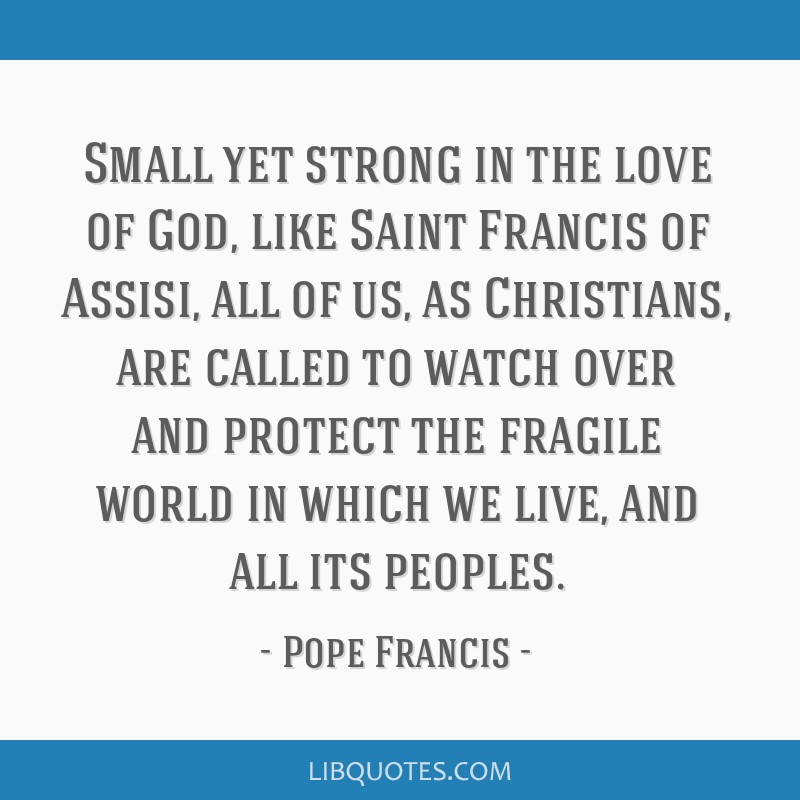 Small yet strong in the love
of God, like Saint Francis of
Assisi, all of us, as Christians,
are called to watch over
and protect the fragile
world in which we live, and
all its peoples.
- Pope Francis -
LIBQUOTES.COM